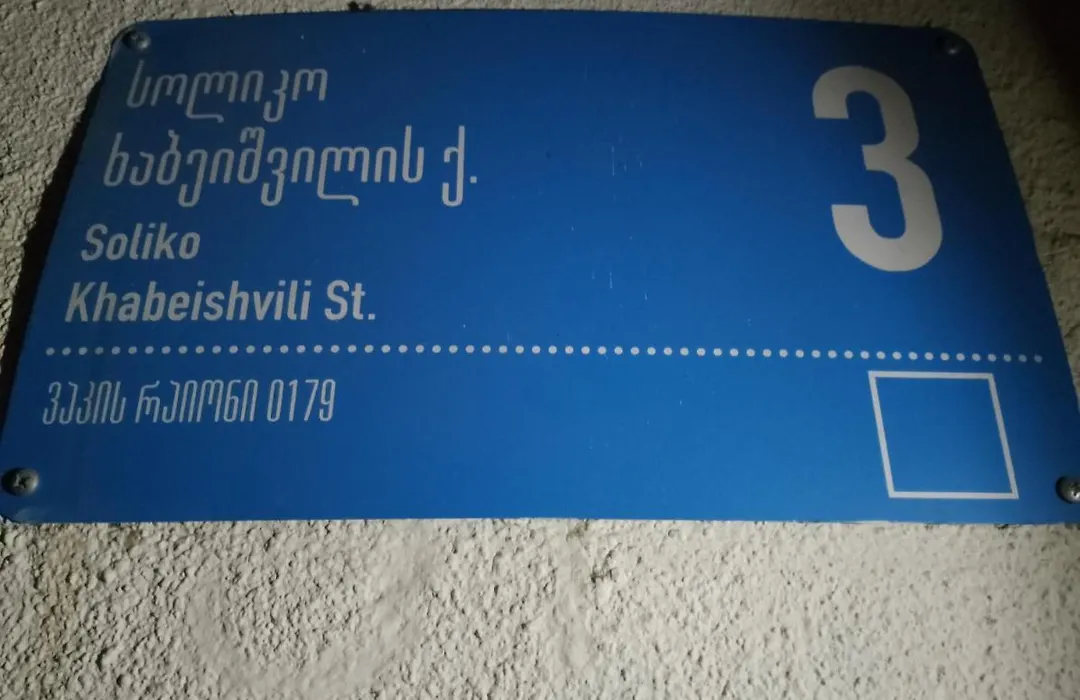 სოლიკო
ხაბეიშვილის ქ.
3
Soliko
Khabeishvili St.
ვაკის რაიონი 0179